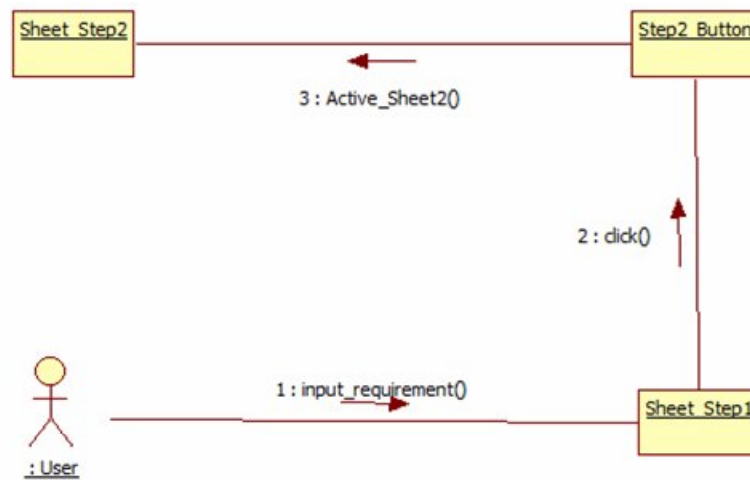 Sheet_Step2
Step2_Button
3 : Active_Sheet2()
2 : click()
1 : input_requirement()
Sheet_Step1
: User